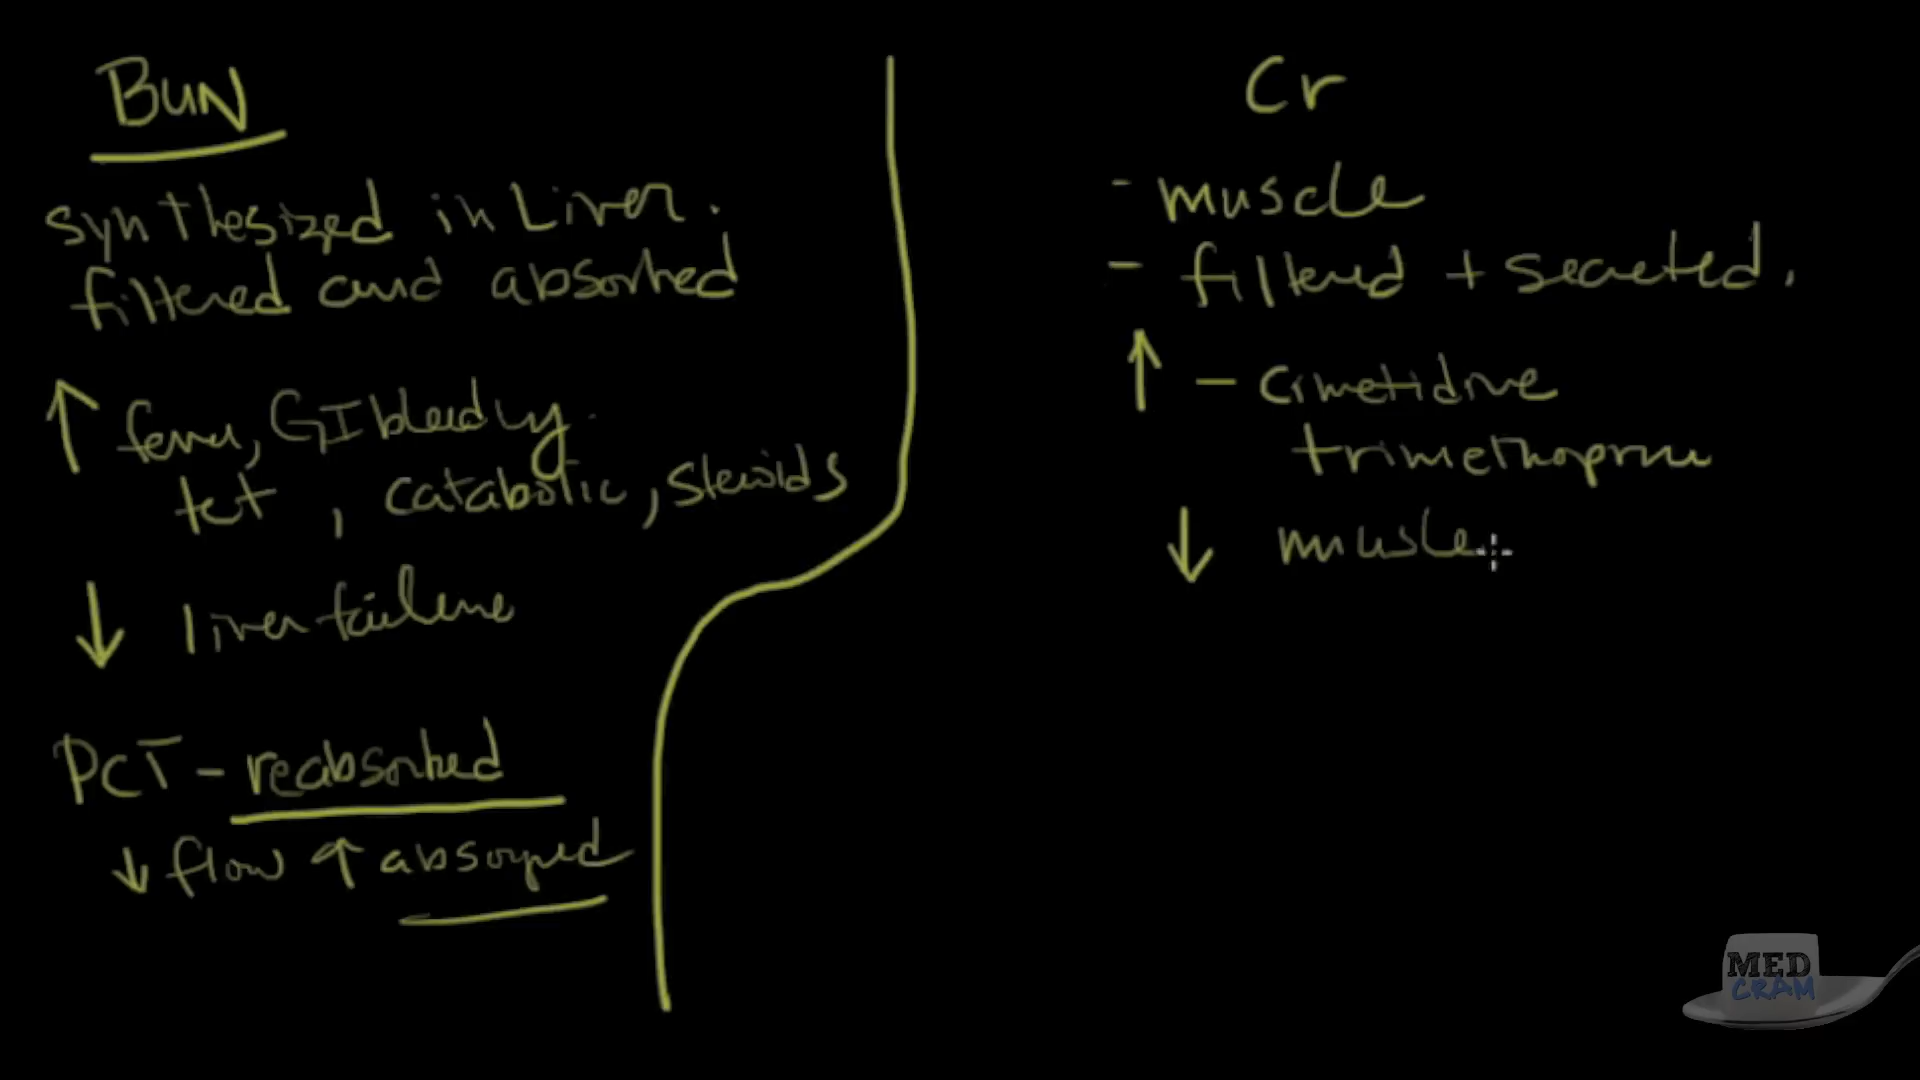 BUN
synthesized in Liver.
filtered and absorbed
↑ fever, GI bleeding
tet, catabolic, steroids
↓ liver failure
PCT - reabsorbed
↓ flow ↑ absorbed
Cr
- muscle
- filtered + secreted.
↑ - cimetidine
trimethoprim
↓ muscle
MED
CRAM